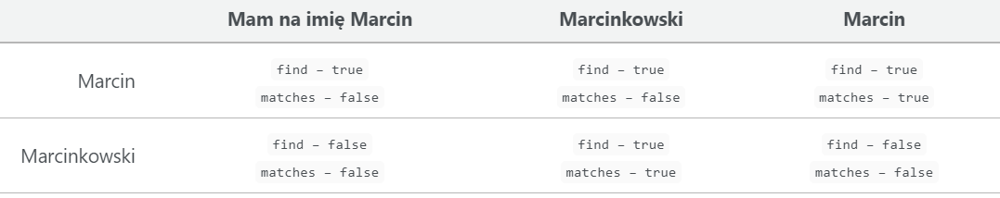 Mam na imię Marcin Marcinkowski Marcin
Marcin
find – true find – true find – true
matches – false matches – false matches – true
Marcinkowski
find – false find – true find – false
matches – false matches – true matches – false